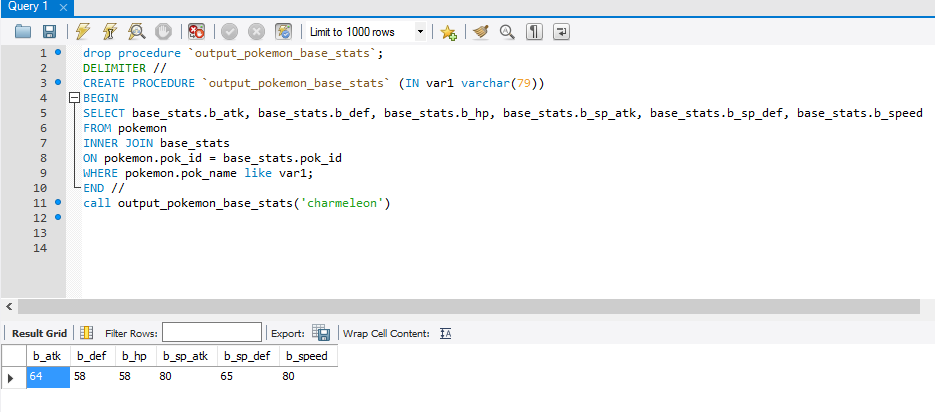 Query 1
Limit to 1000 rows
1 drop procedure `output_pokemon_base_stats`;
2 DELIMITER //
3 CREATE PROCEDURE `output_pokemon_base_stats` (IN var1 varchar(79))
4 BEGIN
5 SELECT base_stats.b_atk, base_stats.b_def, base_stats.b_hp, base_stats.b_sp_atk, base_stats.b_sp_def, base_stats.b_speed
6 FROM pokemon
7 INNER JOIN base_stats
8 ON pokemon.pok_id = base_stats.pok_id
9 WHERE pokemon.pok_name like var1;
10 END //
11 call output_pokemon_base_stats('charmeleon')
12
13
14
Result Grid Filter Rows: Export: Wrap Cell Content:
b_atk b_def b_hp b_sp_atk b_sp_def b_speed
64 58 58 80 65 80